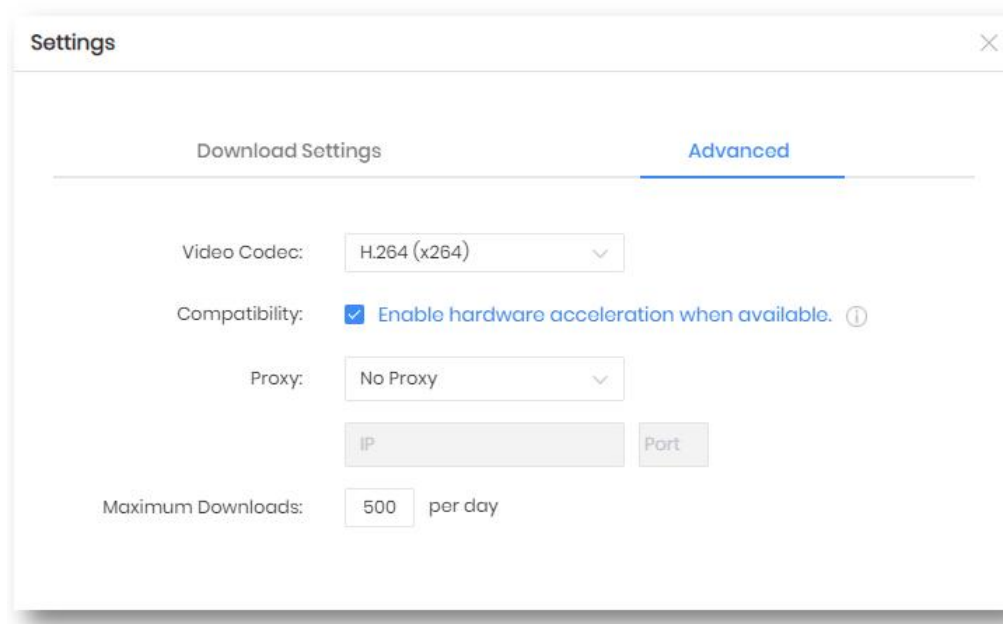 Settings
Download Settings Advanced
Video Codec: H.264 (x264)
Compatibility: Enable hardware acceleration when available.
Proxy: No Proxy
IP Port
Maximum Downloads: 500 per day